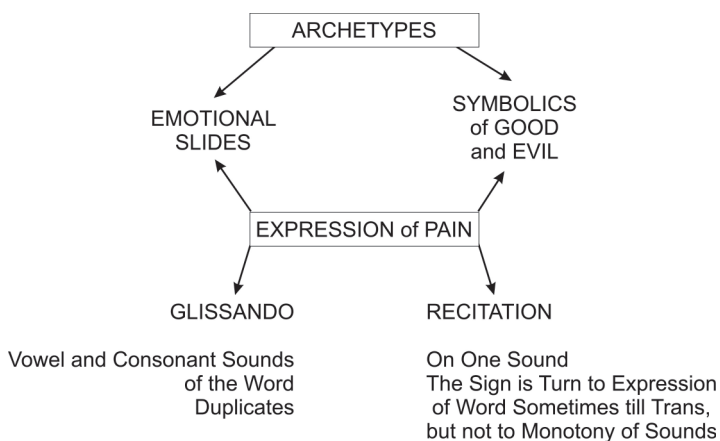 ARCHETYPES
EMOTIONAL
SLIDES
SYMBOLICS
of GOOD
and EVIL
EXPRESSION of PAIN
GLISSANDO
Vowel and Consonant Sounds
of the Word
Duplicates
RECITATION
On One Sound
The Sign is Turn to Expression
of Word Sometimes till Trans,
but not to Monotony of Sounds